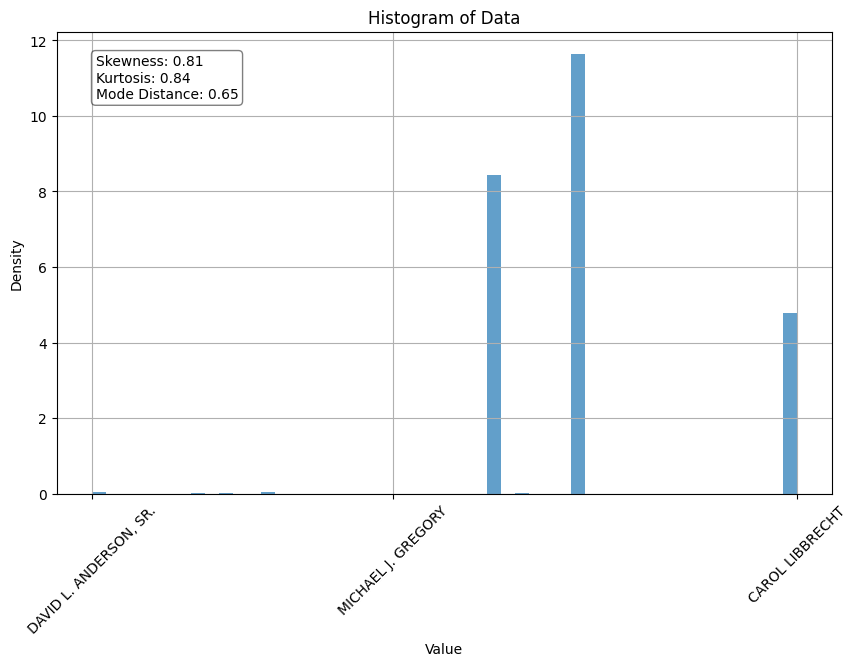 Histogram of Data
Skewness: 0.81
Kurtosis: 0.84
Mode Distance: 0.65
12
10
8
6
4
2
0
Density
DAVID L. ANDERSON, SR.
MICHAEL J. GREGORY
CAROL LIBBRECHT
Value